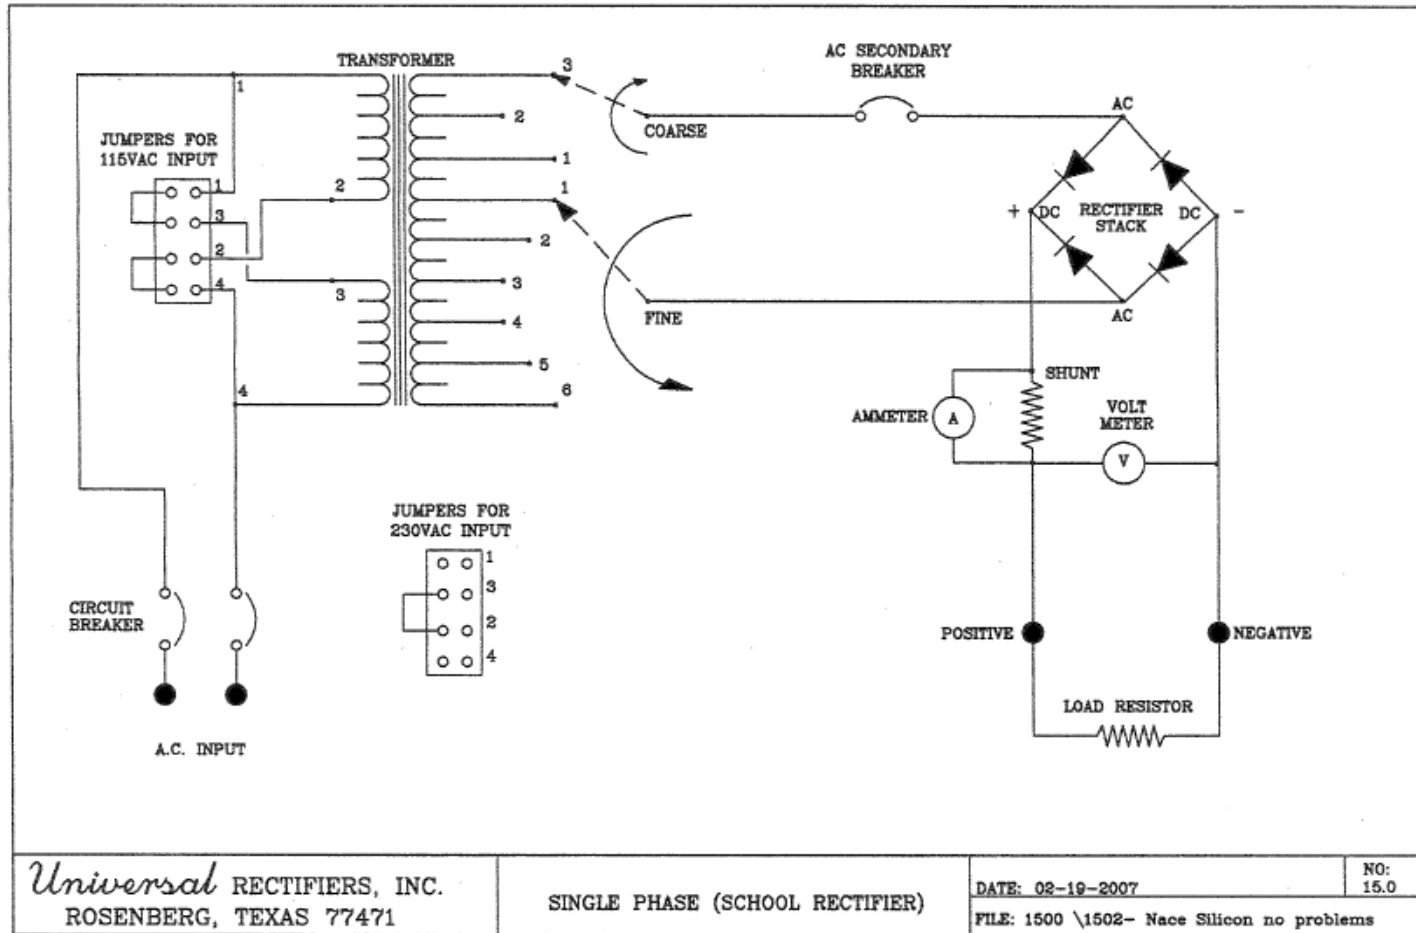 TRANSFORMER
AC SECONDARY
BREAKER
3
1
2
COARSE
AC
JUMPERS FOR
115VAC INPUT
1
1
2
1
3
2
4
2
3
+ DC
RECTIFIER
STACK
DC -
3
4
FINE
AC
5
4
6
SHUNT
AMMETER
A
VOLT
METER
V
JUMPERS FOR
230VAC INPUT
1
3
2
4
CIRCUIT
BREAKER
POSITIVE
NEGATIVE
LOAD RESISTOR
A.C. INPUT
Universal RECTIFIERS, INC.
ROSENBERG, TEXAS 77471
SINGLE PHASE (SCHOOL RECTIFIER)
DATE: 02-19-2007
NO:
15.0
FILE: 1500 \1502- Nace Silicon no problems